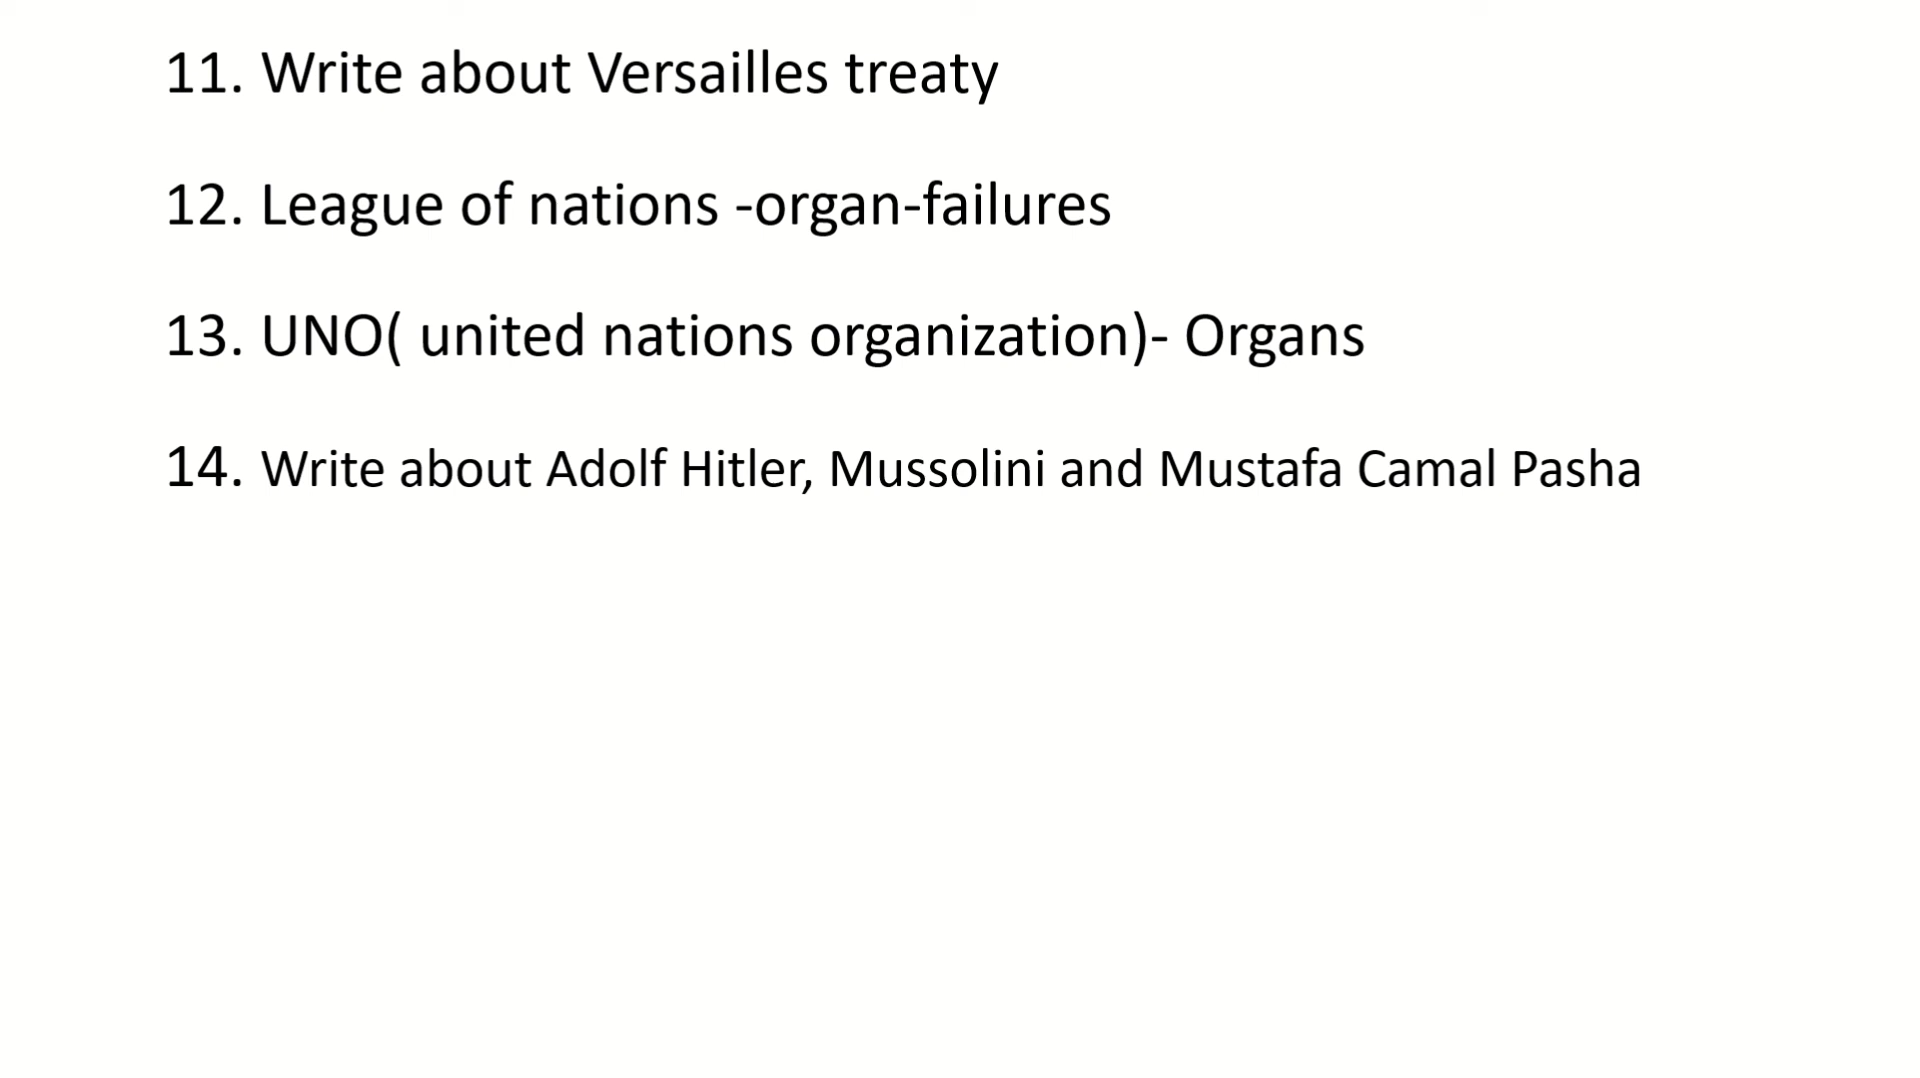 11. Write about Versailles treaty
12. League of nations -organ-failures
13. UNO( united nations organization)- Organs
14. Write about Adolf Hitler, Mussolini and Mustafa Camal Pasha